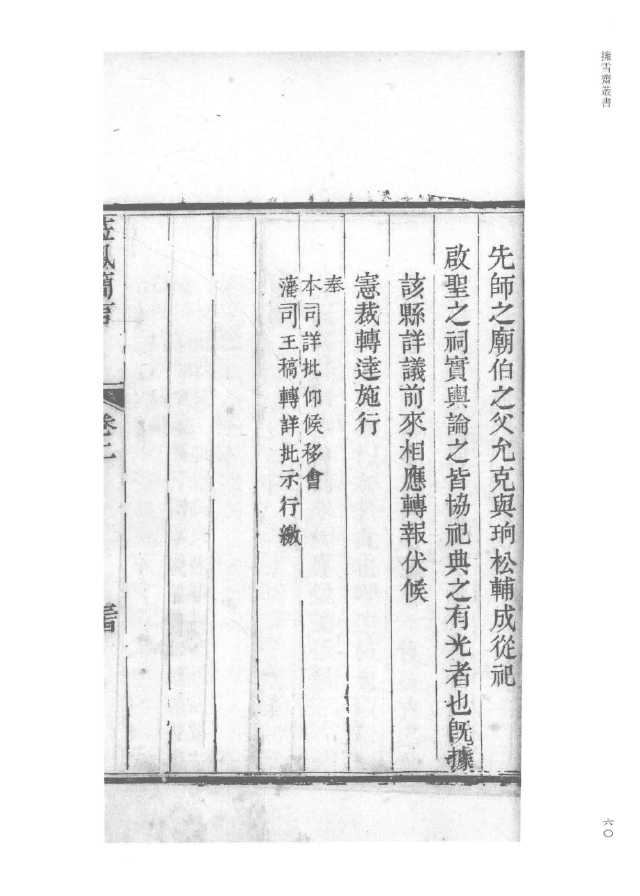 擁雪齋叢書
先師之廟伯之父允克與珦松輔成從祀
啟聖之祠實輿論之皆協祀典之有光者也旣據
該縣詳議前來相應轉報伏候
憲裁轉達施行
奉
本司詳批仰候移會
藩司王稿轉詳批示行繳
卷二
六〇